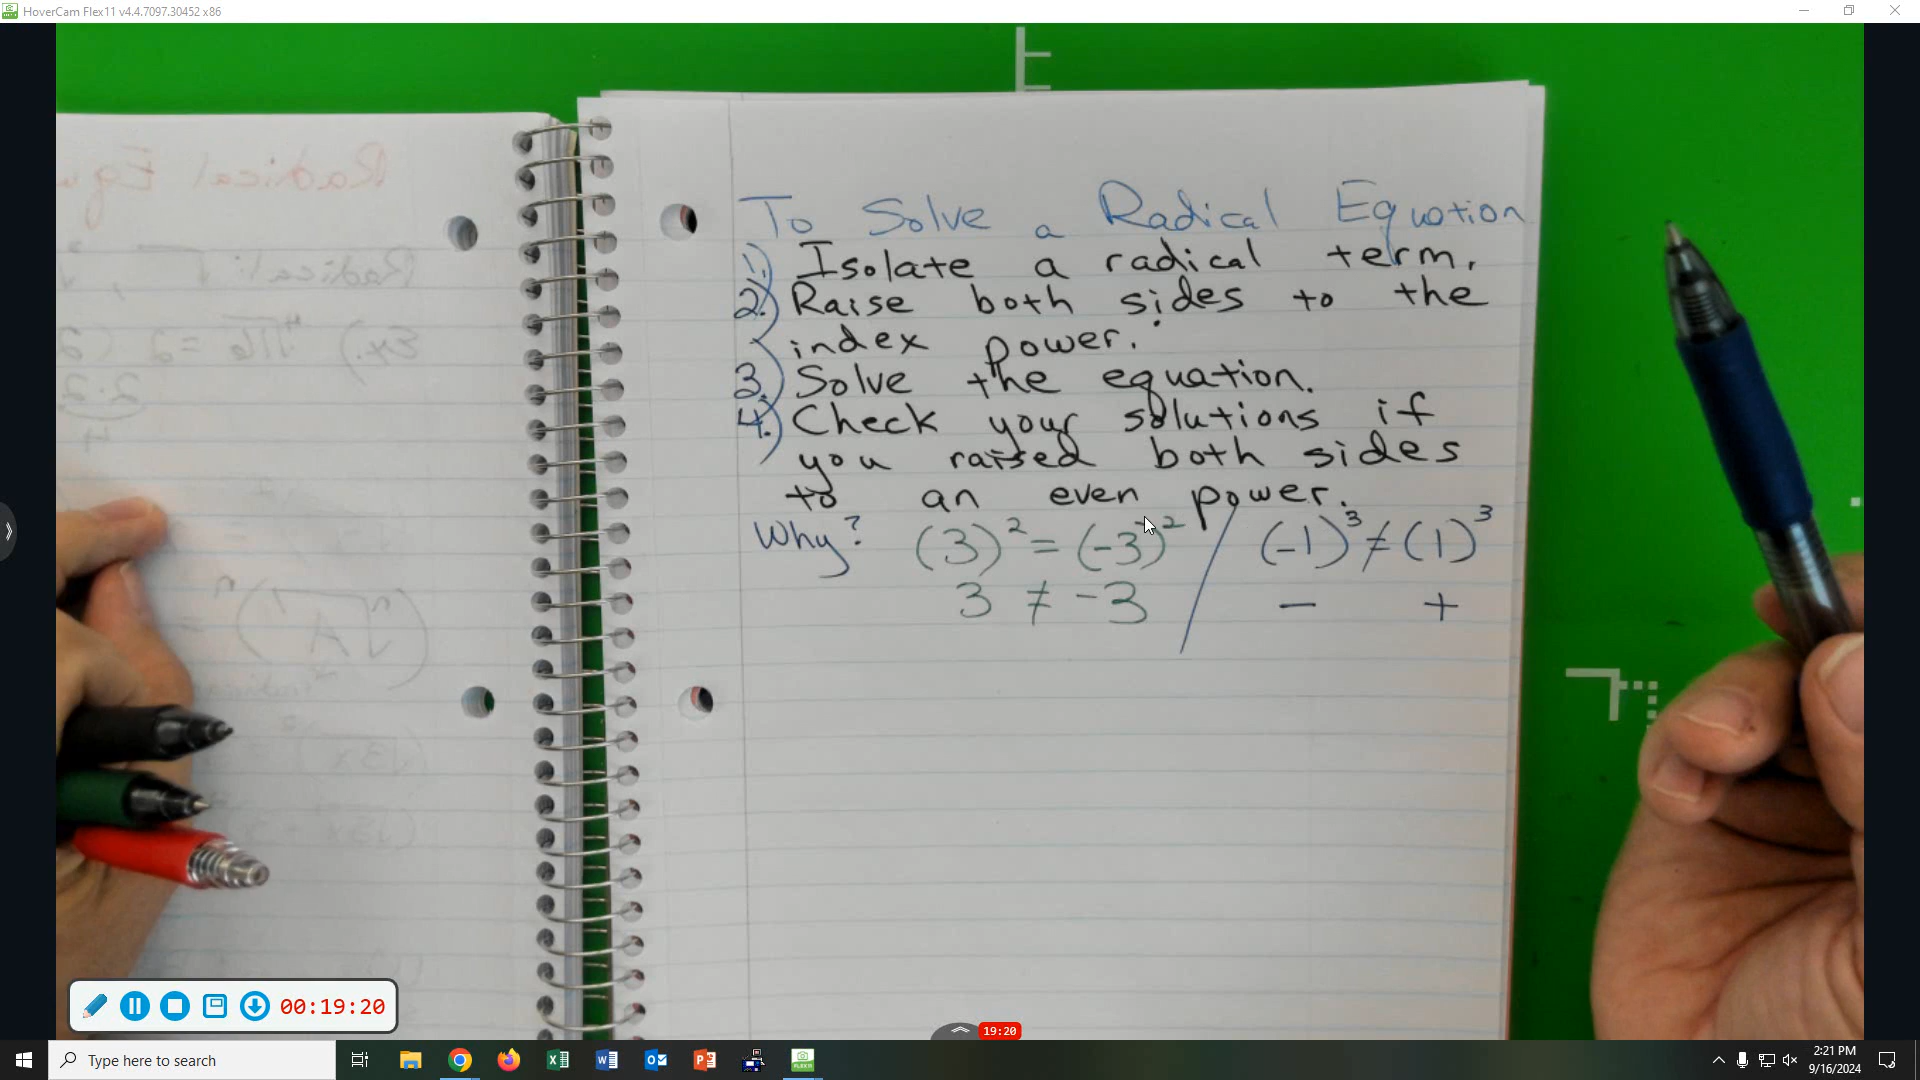 HoverCam Flex11 v4.4.7097.30452 x86
To Solve a Radical Equation
1.) Isolate a radical term.
2.) Raise both sides to the
index power.
3.) Solve the equation.
4.) Check your solutions if
you raised both sides
to an even power.
Why? (3)² = (-3)² / (-1)³ ≠ (1)³
3 ≠ -3 - +
00:19:20
19:20
Type here to search
2:21 PM
9/16/2024